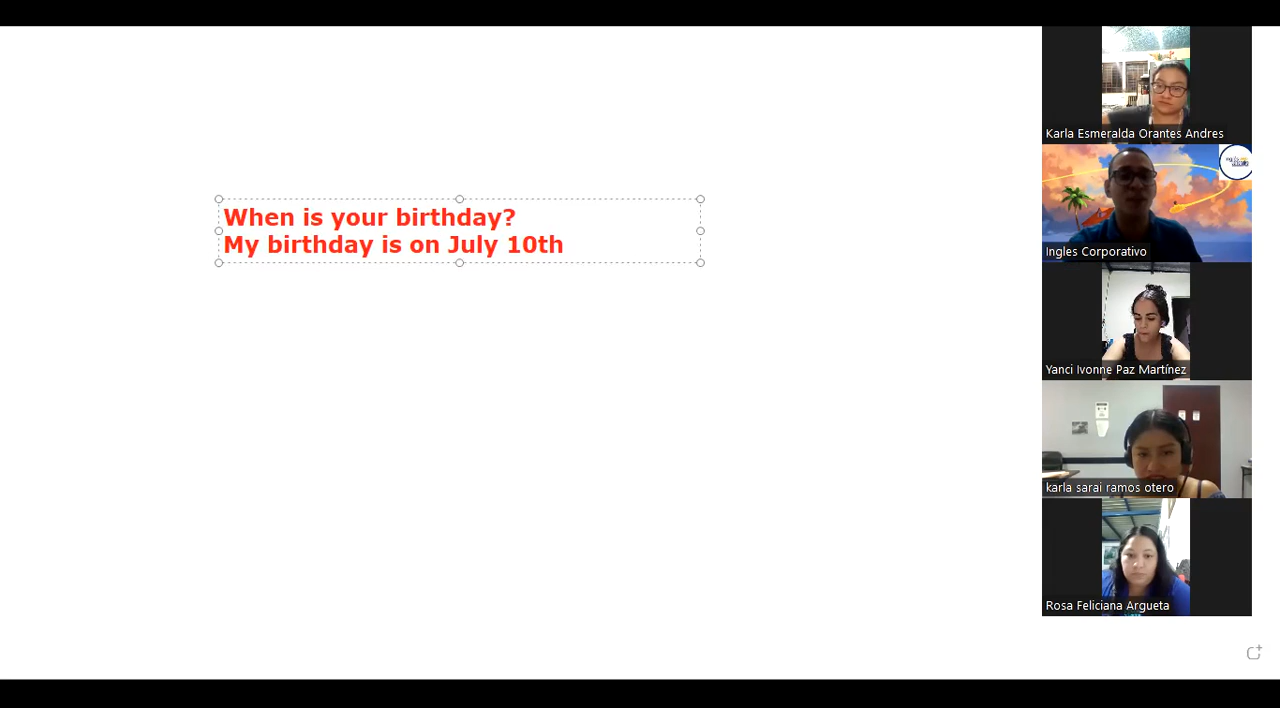 When is your birthday?
My birthday is on July 10th
Karla Esmeralda Orantes Andres
Ingles Corporativo
Yanci Ivonne Paz Martínez
karla sarai ramos otero
Rosa Feliciana Argueta